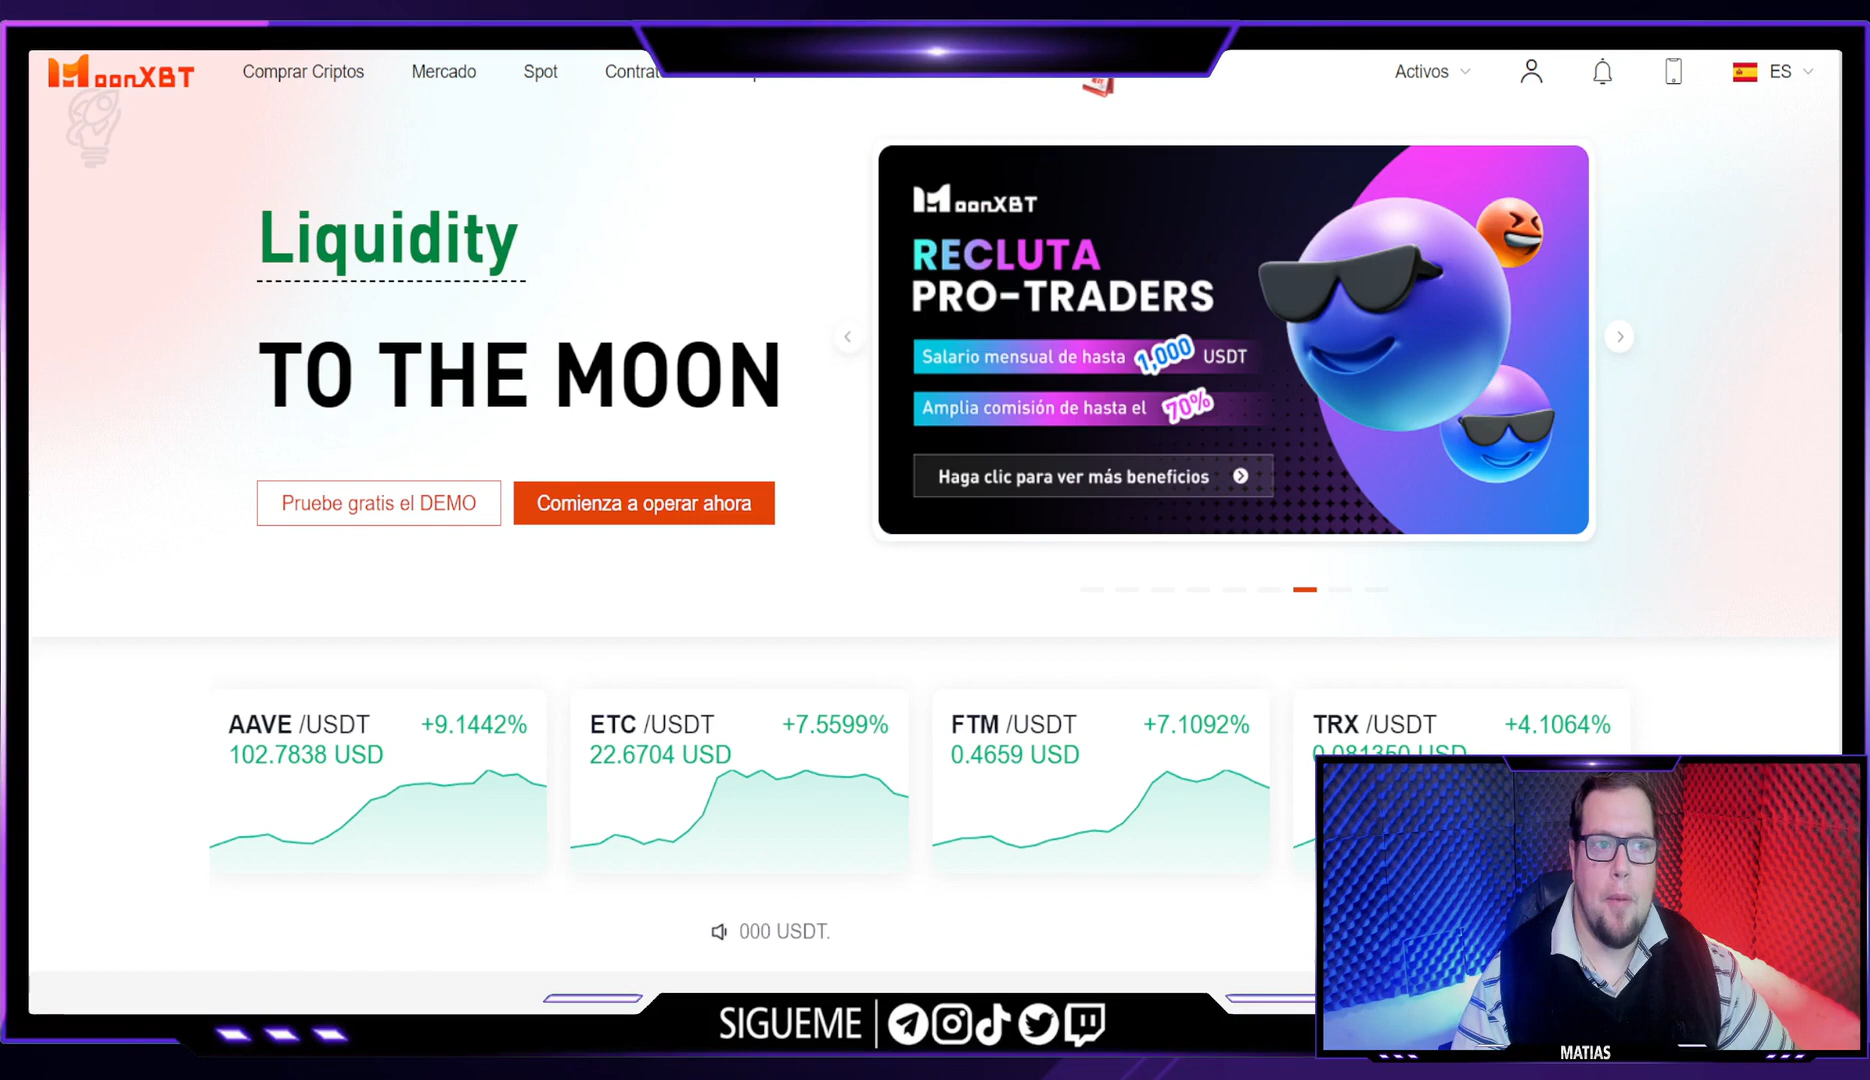 MoonXBT
Comprar Criptos
Mercado
Spot
Activos
ES
Liquidity
TO THE MOON
Pruebe gratis el DEMO
Comienza a operar ahora
MoonXBT
RECLUTA
PRO-TRADERS
Salario mensual de hasta 1,000 USDT
Amplia comisión de hasta el 70%
Haga clic para ver más beneficios
AAVE /USDT +9.1442%
102.7838 USD
ETC /USDT +7.5599%
22.6704 USD
FTM /USDT +7.1092%
0.4659 USD
TRX /USDT +4.1064%
0.081350 USD
000 USDT.
SIGUEME
MATIAS